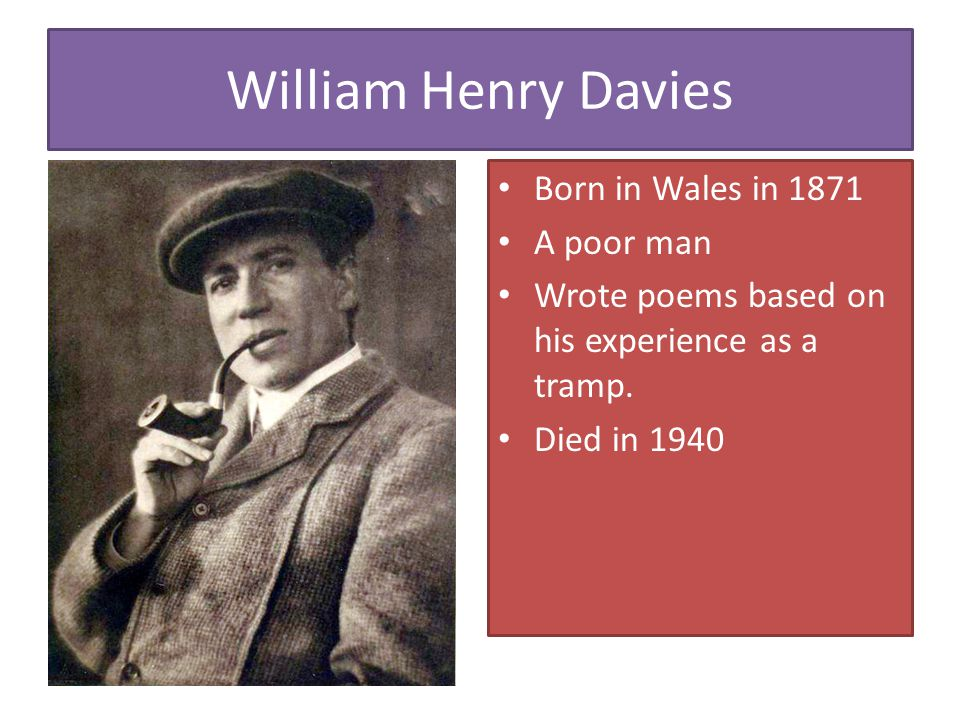 William Henry Davies
• Born in Wales in 1871
• A poor man
• Wrote poems based on
his experience as a
tramp.
• Died in 1940